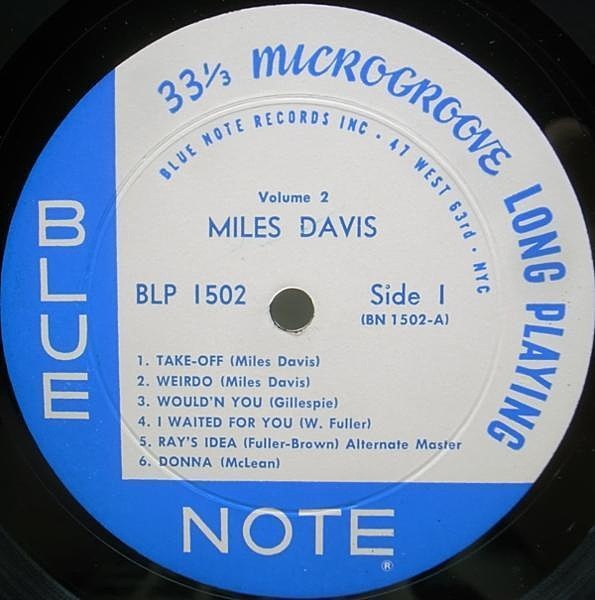 33⅓ MICROGROOVE LONG PLAYING
BLUE NOTE RECORDS INC • 47 WEST 63rd • NYC
Volume 2
MILES DAVIS
BLP 1502
Side 1
(BN 1502-A)
1. TAKE-OFF (Miles Davis)
2. WEIRDO (Miles Davis)
3. WOULD'N YOU (Gillespie)
4. I WAITED FOR YOU (W. Fuller)
5. RAY'S IDEA (Fuller-Brown) Alternate Master
6. DONNA (McLean)
BLUE
NOTE®